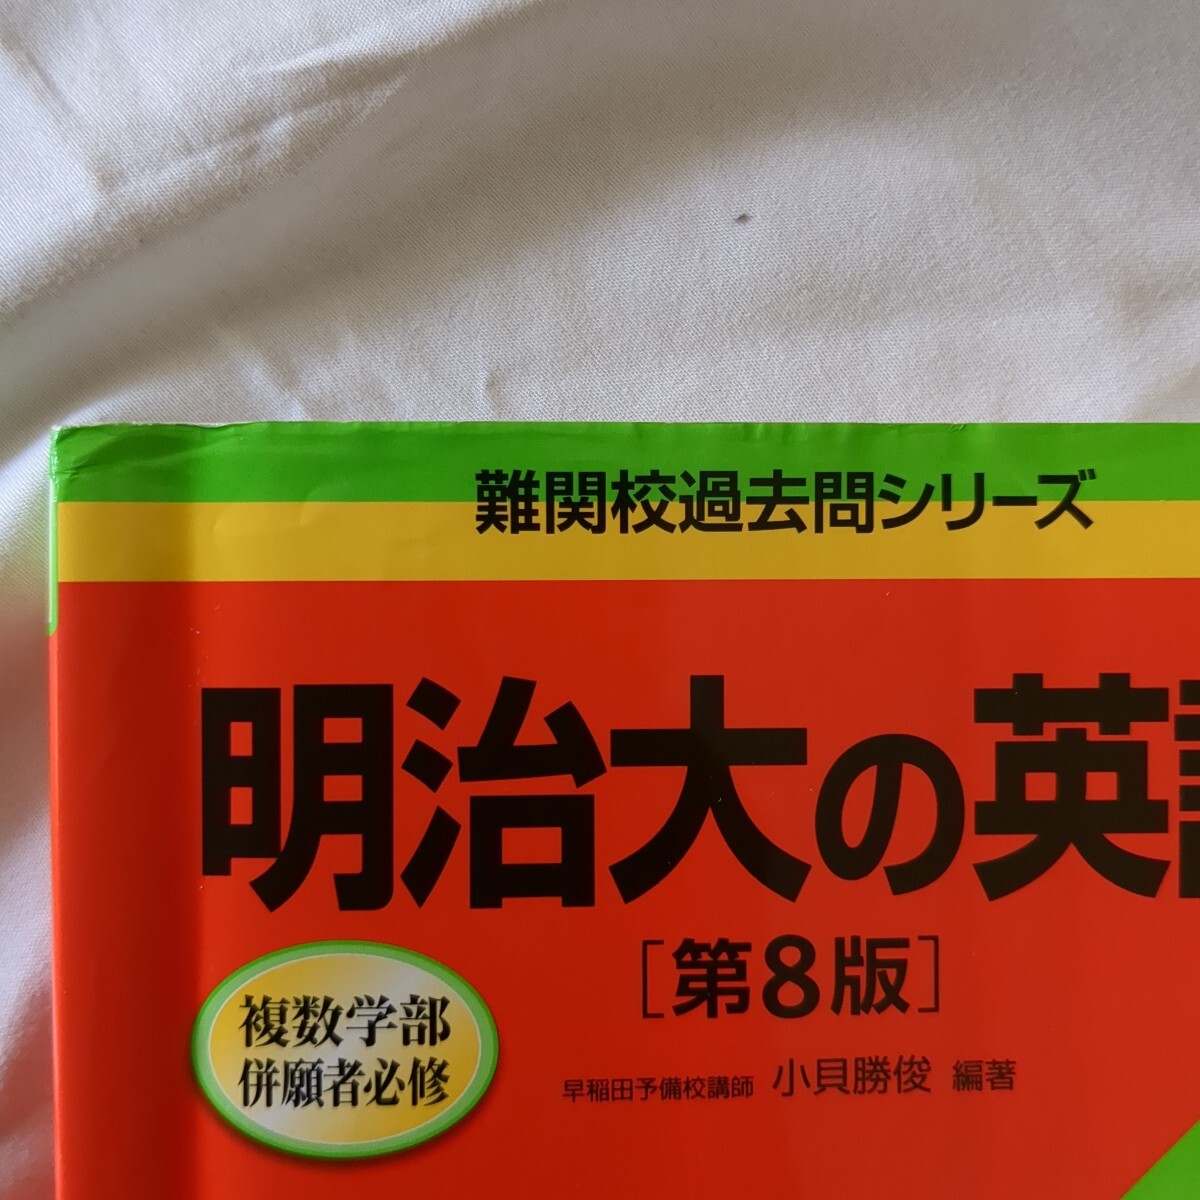 難関校過去問シリーズ
明治大の英語
[第8版]
複数学部
併願者必修
早稲田予備校講師 小貝勝俊 編著